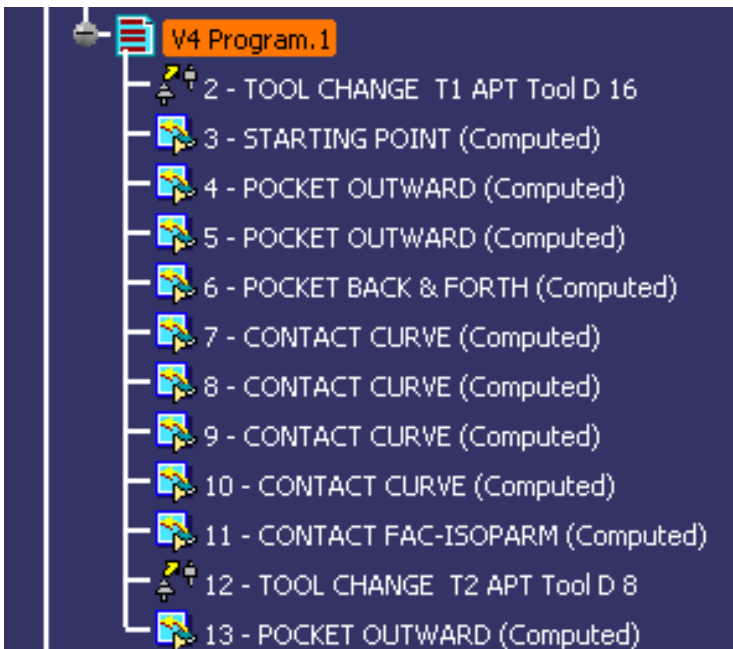 V4 Program.1
2 - TOOL CHANGE T1 APT Tool D 16
3 - STARTING POINT (Computed)
4 - POCKET OUTWARD (Computed)
5 - POCKET OUTWARD (Computed)
6 - POCKET BACK & FORTH (Computed)
7 - CONTACT CURVE (Computed)
8 - CONTACT CURVE (Computed)
9 - CONTACT CURVE (Computed)
10 - CONTACT CURVE (Computed)
11 - CONTACT FAC-ISOPARM (Computed)
12 - TOOL CHANGE T2 APT Tool D 8
13 - POCKET OUTWARD (Computed)